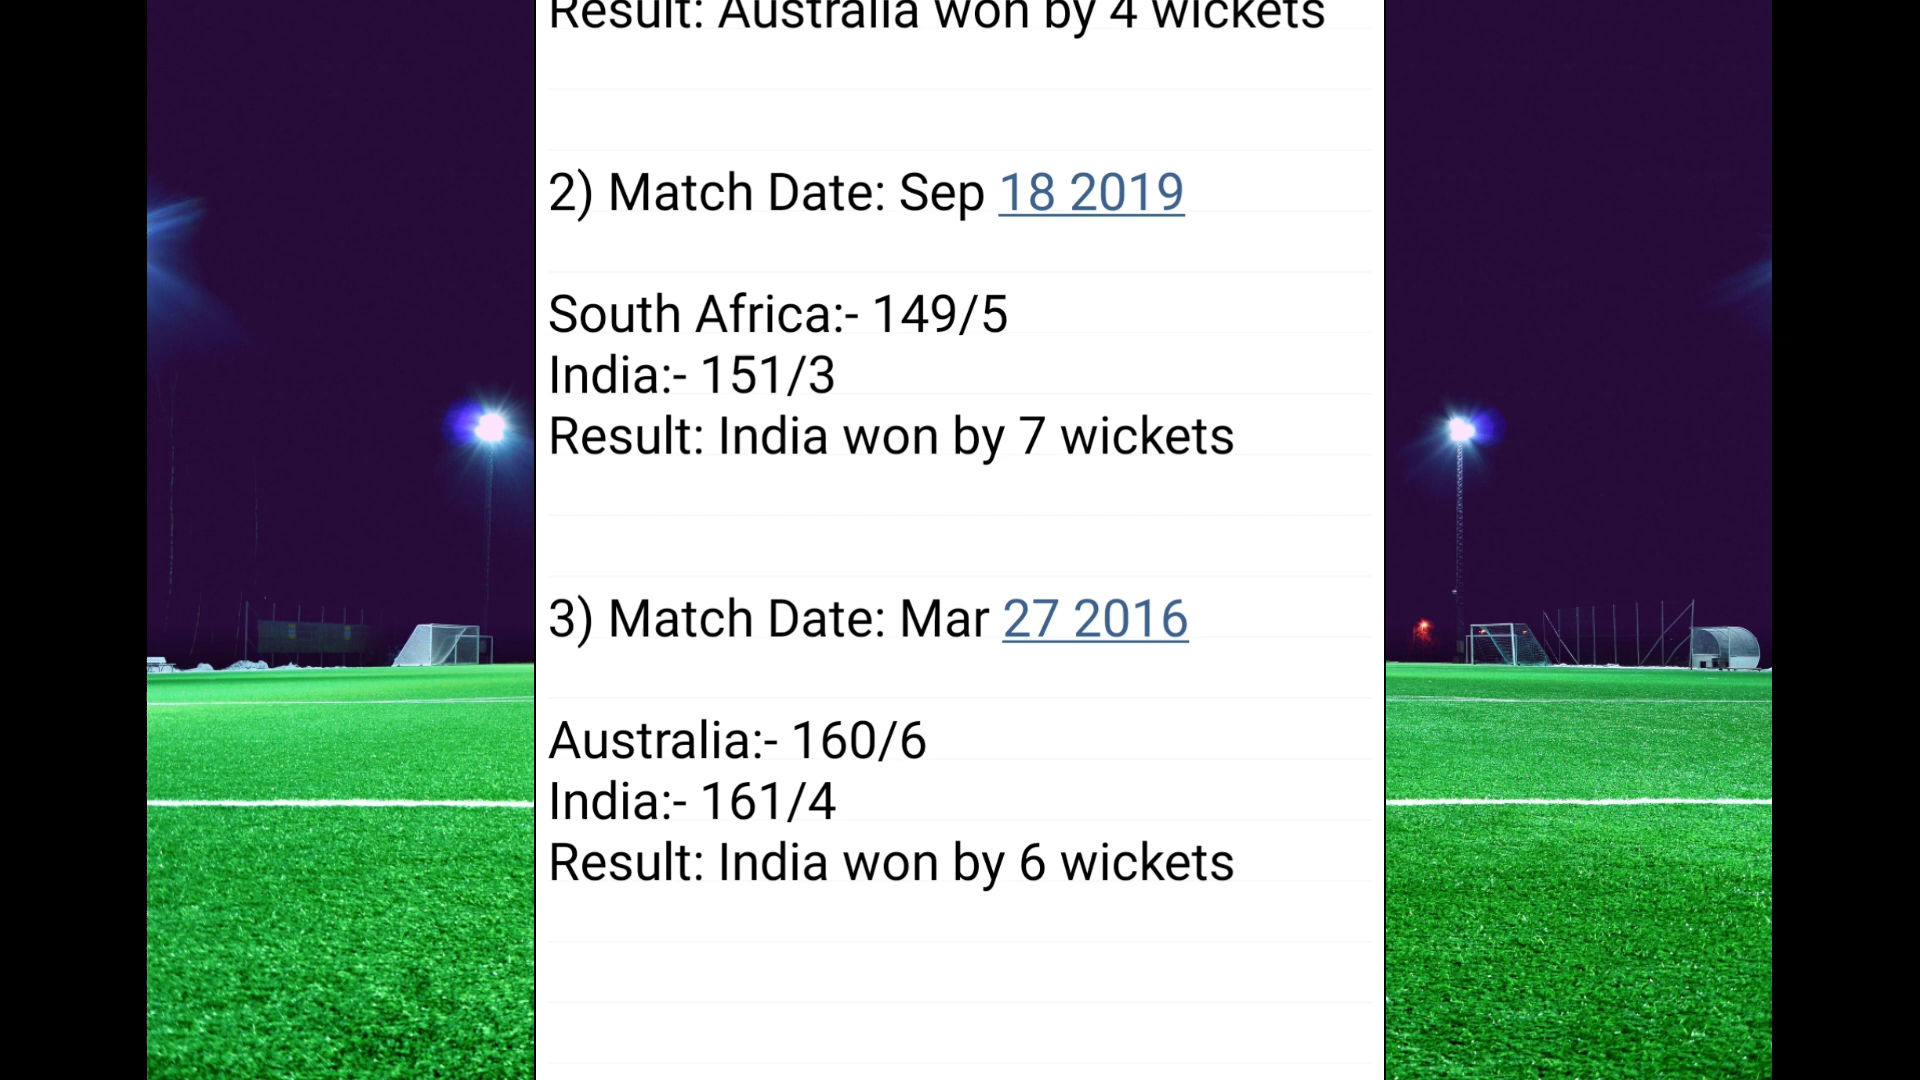 Result: Australia won by 4 wickets
2) Match Date: Sep 18 2019
South Africa:- 149/5
India:- 151/3
Result: India won by 7 wickets
3) Match Date: Mar 27 2016
Australia:- 160/6
India:- 161/4
Result: India won by 6 wickets